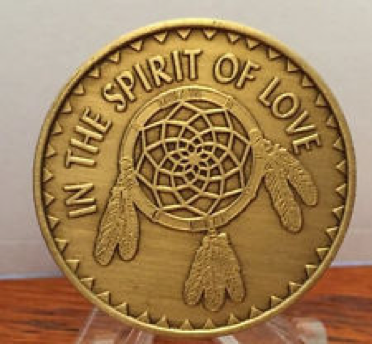 IN THE SPIRIT OF LOVE